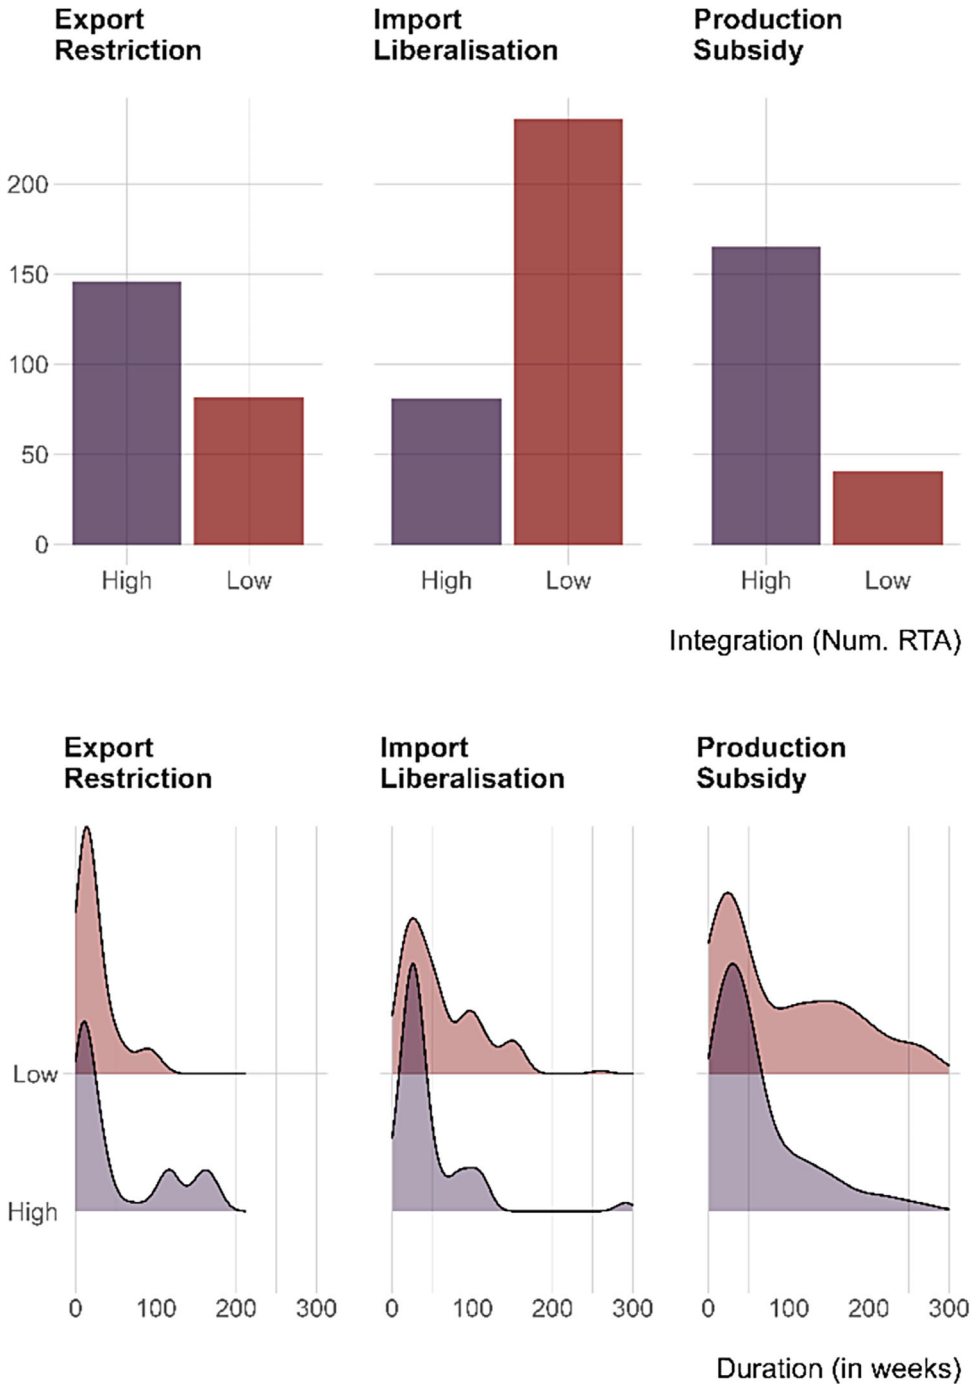 Export Restriction
Import Liberalisation
Production Subsidy
200
150
100
50
0
High Low
High Low
High Low
Integration (Num. RTA)
Export Restriction
Import Liberalisation
Production Subsidy
Low
High
0 100 200 300
0 100 200 300
0 100 200 300
Duration (in weeks)